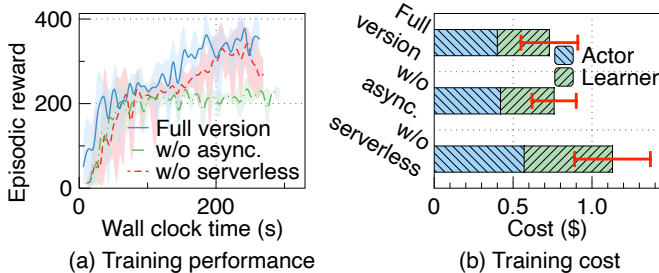 400
200
0
Episodic reward
Full version
w/o async.
w/o serverless
0
200
Wall clock time (s)
(a) Training performance
Full
version
w/o
async.
w/o
serverless
Actor
Learner
0
0.5
1.0
Cost ($)
(b) Training cost